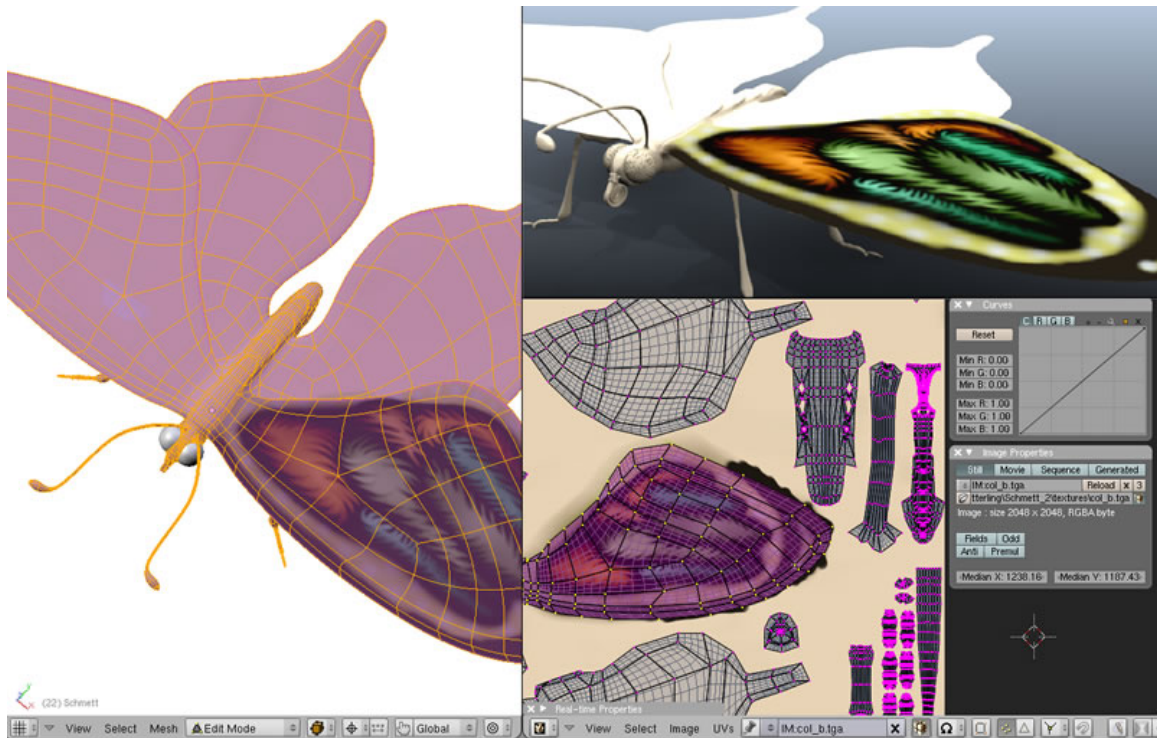 Curves
C R G B
Reset
Min R: 0.00
Min G: 0.00
Min B: 0.00
Max R: 1.00
Max G: 1.00
Max B: 1.00
Image Properties
Still Movie Sequence Generated
IM:col_b.tga Reload X 3
tterling\Schmett_2\textures\col_b.tga
Image : size 2048 x 2048, RGBA byte
Fields Odd
Anti Premul
Median X: 1238.16 Median Y: 1187.43
(22) Schmett
Real-time Properties
View Select Mesh Edit Mode Global
View Select Image UVs IM:col_b.tga X